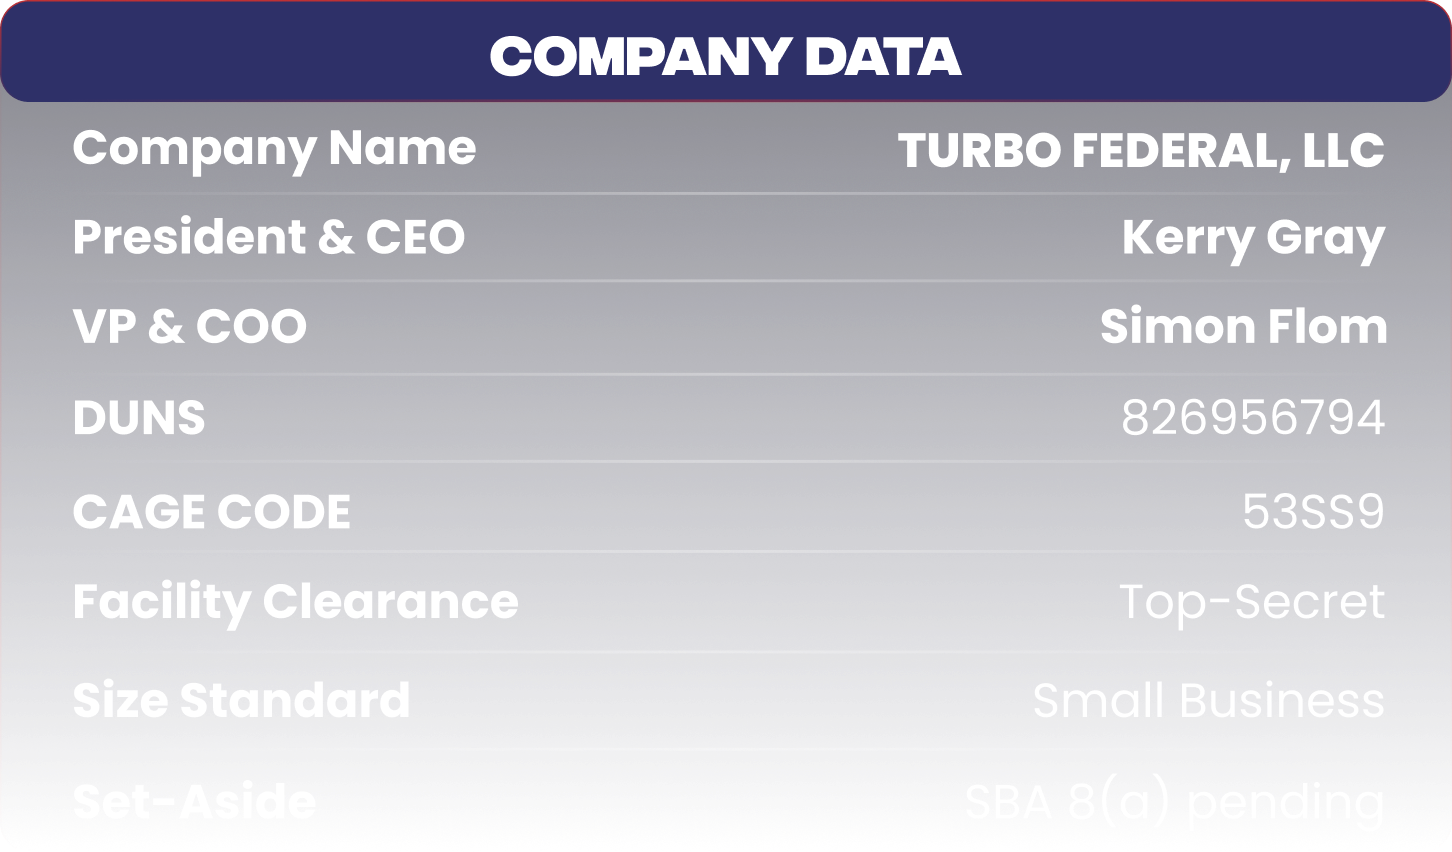 COMPANY DATA
Company Name TURBO FEDERAL, LLC
President & CEO Kerry Gray
VP & COO Simon Flom
DUNS 826956794
CAGE CODE 53SS9
Facility Clearance Top-Secret
Size Standard Small Business
Set-Aside SBA 8(a) pending